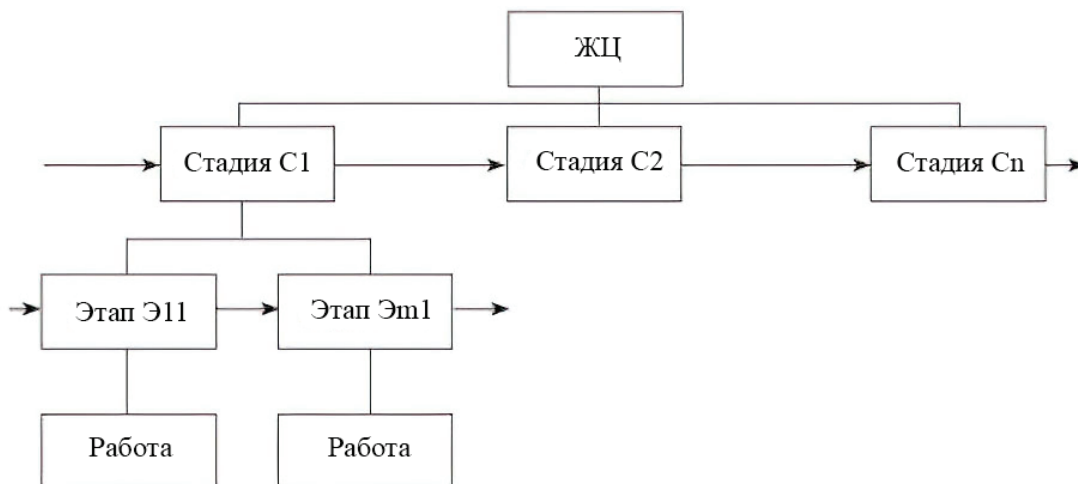 ЖЦ
Стадия С1
Стадия С2
Стадия Сn
Этап Э11
Этап Эm1
Работа
Работа